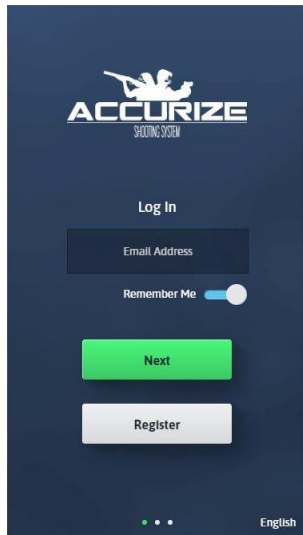 ACCURIZE
SHOOTING SYSTEM
Log In
Email Address
Remember Me
Next
Register
English